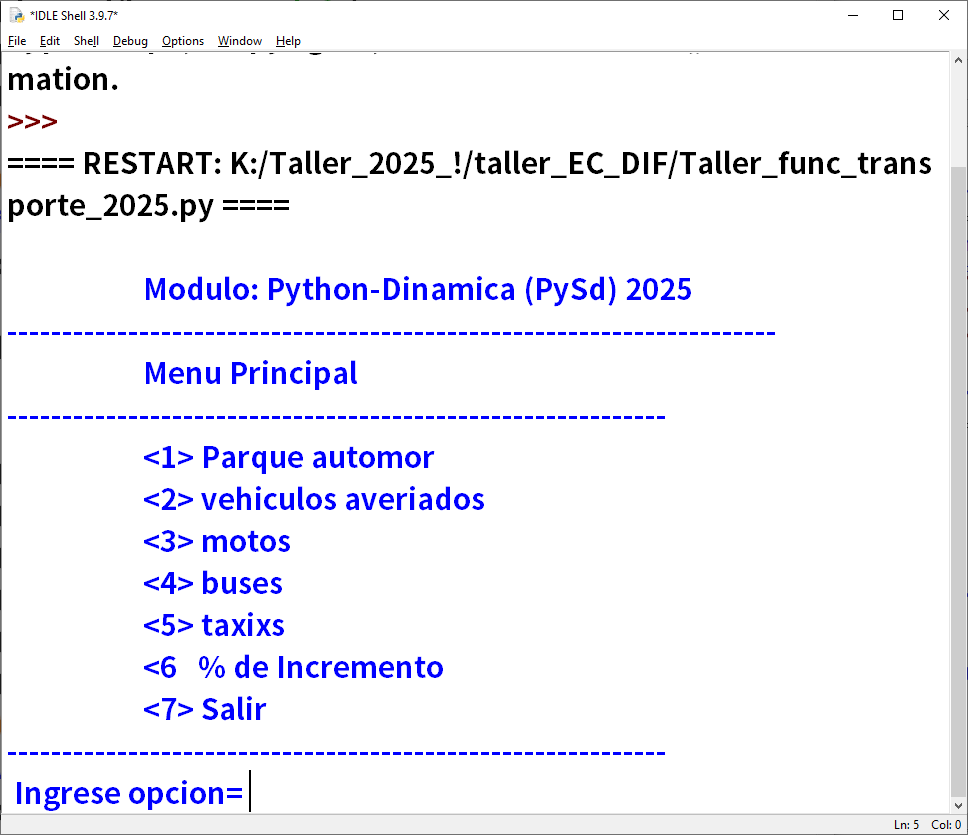 *IDLE Shell 3.9.7*
File Edit Shell Debug Options Window Help
mation.
>>>
==== RESTART: K:/Taller_2025_!/taller_EC_DIF/Taller_func_trans
porte_2025.py ====
Modulo: Python-Dinamica (PySd) 2025
----------------------------------------------------------------------
Menu Principal
------------------------------------------------------------
<1> Parque automor
<2> vehiculos averiados
<3> motos
<4> buses
<5> taxixs
<6   % de Incremento
<7> Salir
------------------------------------------------------------
Ingrese opcion=
Ln: 5 Col: 0